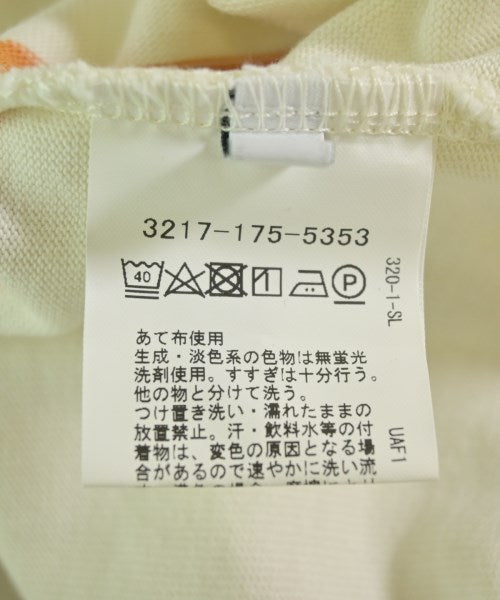 3217-175-5353
40
P
320-1-SL
あて布使用
生成・淡色系の色物は無蛍光
洗剤使用。すすぎは十分行う。
他の物と分けて洗う。
つけ置き洗い・濡れたままの
放置禁止。汗・飲料水等の付
着物は、変色の原因となる場
合があるので速やかに洗い流
UAF1